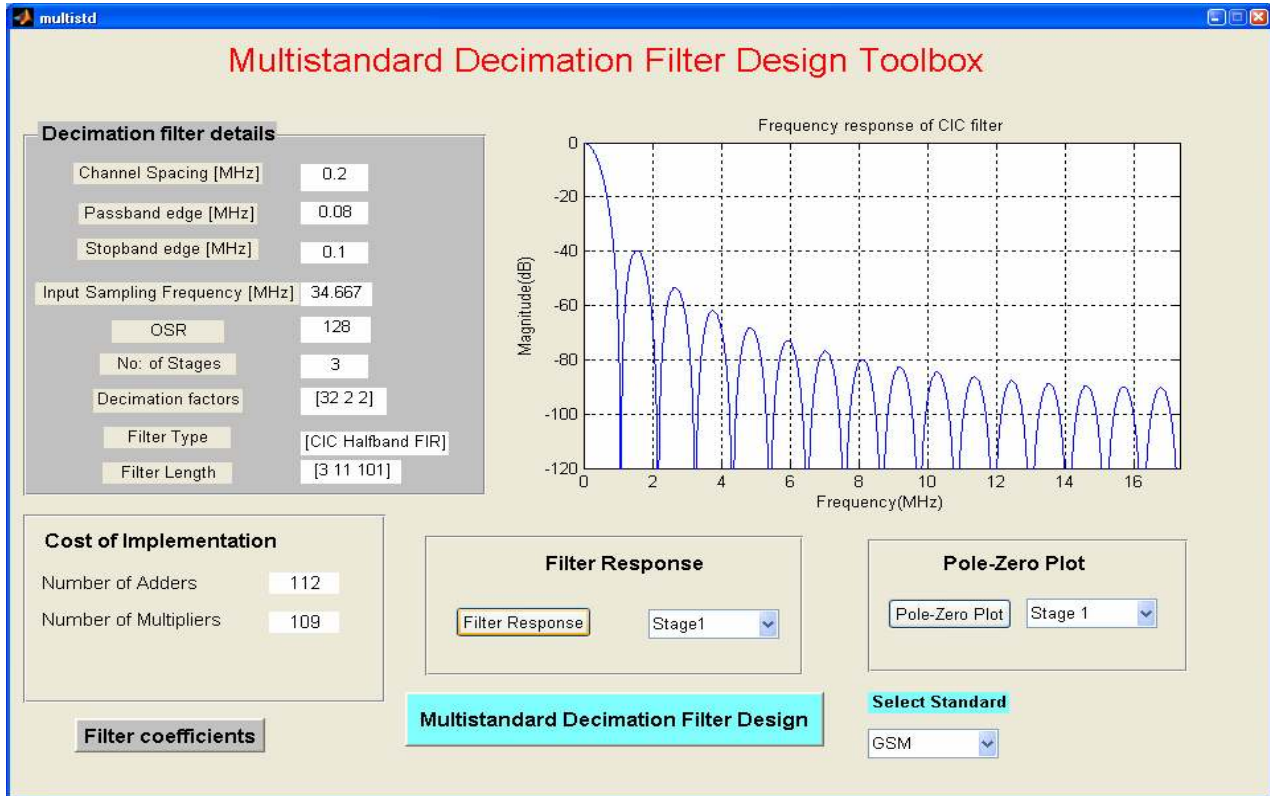 multistd
Multistandard Decimation Filter Design Toolbox
Decimation filter details
Channel Spacing [MHz] 0.2
Passband edge [MHz] 0.08
Stopband edge [MHz] 0.1
Input Sampling Frequency [MHz] 34.667
OSR 128
No: of Stages 3
Decimation factors [32 2 2]
Filter Type [CIC Halfband FIR]
Filter Length [3 11 101]
Frequency response of CIC filter
Magnitude(dB)
0
-20
-40
-60
-80
-100
-120
0 2 4 6 8 10 12 14 16
Frequency(MHz)
Cost of Implementation
Number of Adders 112
Number of Multipliers 109
Filter Response
Filter Response Stage1
Pole-Zero Plot
Pole-Zero Plot Stage 1
Filter coefficients
Multistandard Decimation Filter Design
Select Standard
GSM